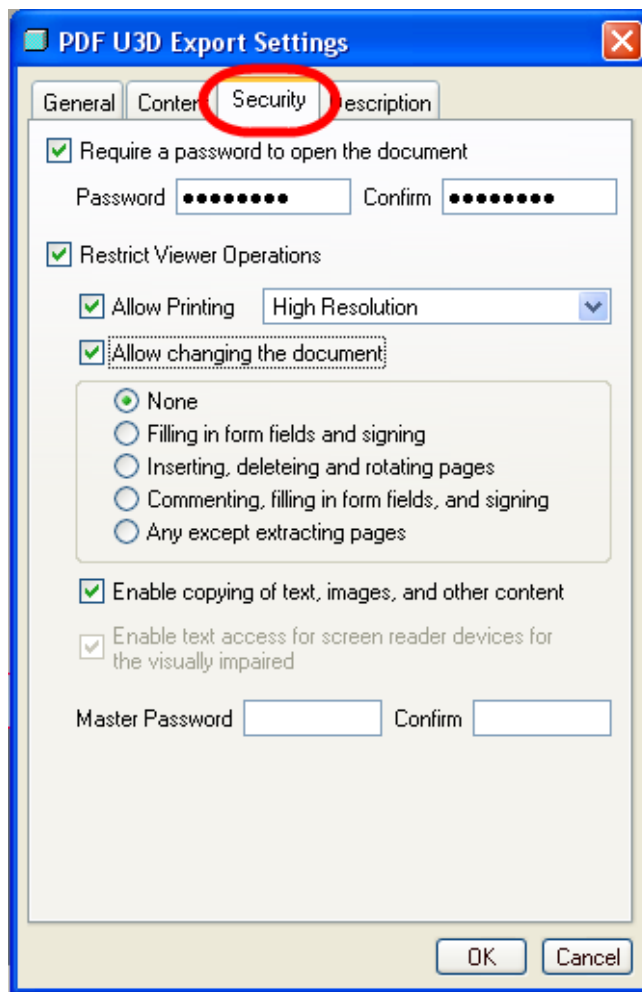 PDF U3D Export Settings
General Content Security Description
Require a password to open the document
Password •••••••• Confirm ••••••••
Restrict Viewer Operations
Allow Printing High Resolution
Allow changing the document
None
Filling in form fields and signing
Inserting, deleteing and rotating pages
Commenting, filling in form fields, and signing
Any except extracting pages
Enable copying of text, images, and other content
Enable text access for screen reader devices for
the visually impaired
Master Password Confirm
OK Cancel